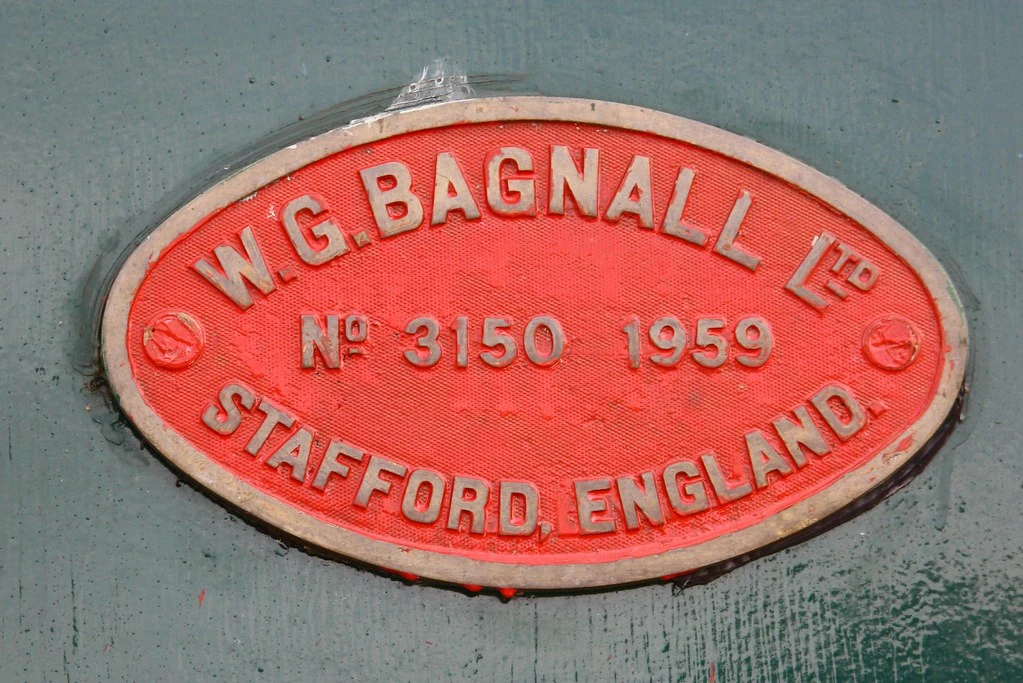 W.G.BAGNALL LTD
Nº 3150 1959
STAFFORD, ENGLAND.